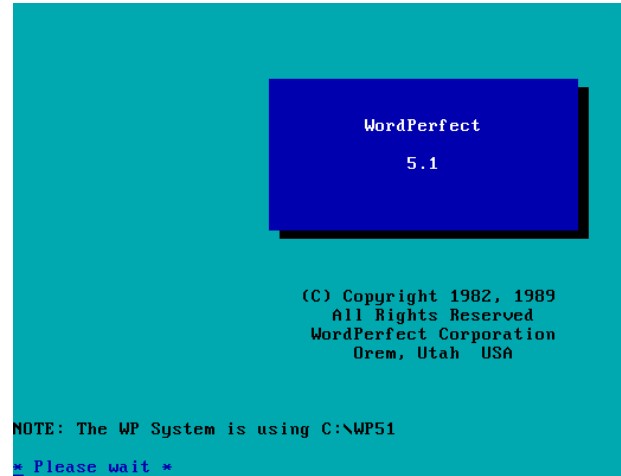 WordPerfect
5.1
(C) Copyright 1982, 1989
All Rights Reserved
WordPerfect Corporation
Orem, Utah  USA
NOTE: The WP System is using C:\WP51
* Please wait *